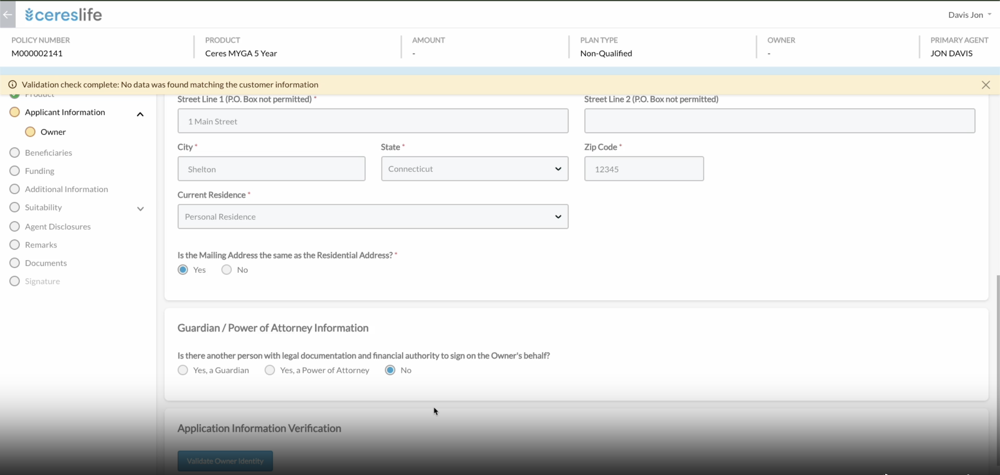 cereslife
Davis Jon
POLICY NUMBER
M000002141
PRODUCT
Ceres MYGA 5 Year
AMOUNT
-
PLAN TYPE
Non-Qualified
OWNER
-
PRIMARY AGENT
JON DAVIS
Validation check complete: No data was found matching the customer information
Product
Applicant Information
Owner
Beneficiaries
Funding
Additional Information
Suitability
Agent Disclosures
Remarks
Documents
Signature
Street Line 1 (P.O. Box not permitted) *
1 Main Street
Street Line 2 (P.O. Box not permitted)
City *
Shelton
State *
Connecticut
Zip Code *
12345
Current Residence *
Personal Residence
Is the Mailing Address the same as the Residential Address? *
Yes No
Guardian / Power of Attorney Information
Is there another person with legal documentation and financial authority to sign on the Owner's behalf?
Yes, a Guardian Yes, a Power of Attorney No
Application Information Verification
Validate Owner Identity